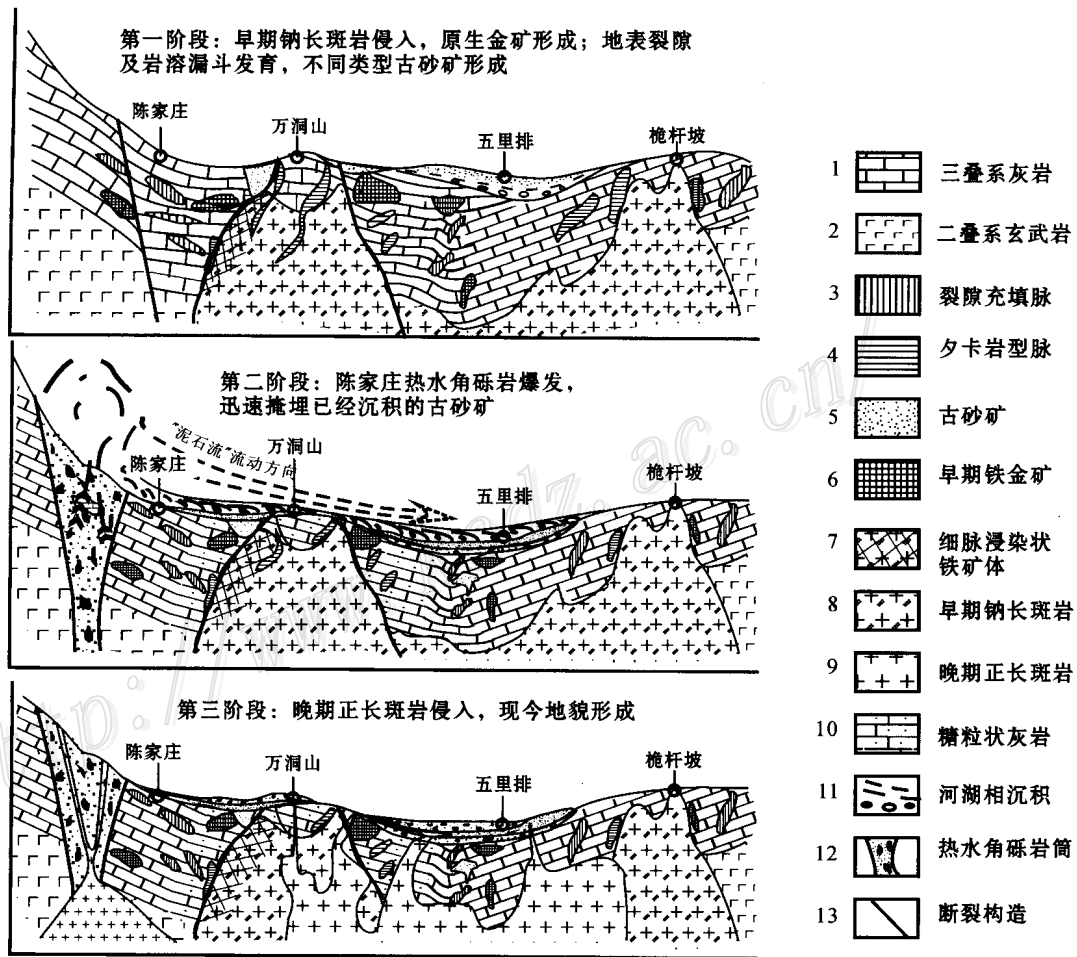 第一阶段：早期钠长斑岩侵入，原生金矿形成；地表裂隙
及岩溶漏斗发育，不同类型古砂矿形成
陈家庄
万洞山
五里排
桅杆坡
第二阶段：陈家庄热水角砾岩爆发，
迅速掩埋已经沉积的古砂矿
"泥石流"流动方向
陈家庄
万洞山
五里排
桅杆坡
第三阶段：晚期正长斑岩侵入，现今地貌形成
陈家庄
万洞山
五里排
桅杆坡
1 三叠系灰岩
2 二叠系玄武岩
3 裂隙充填脉
4 夕卡岩型脉
5 古砂矿
6 早期铁金矿
7 细脉浸染状
铁矿体
8 早期钠长斑岩
9 晚期正长斑岩
10 糖粒状灰岩
11 河湖相沉积
12 热水角砾岩筒
13 断裂构造